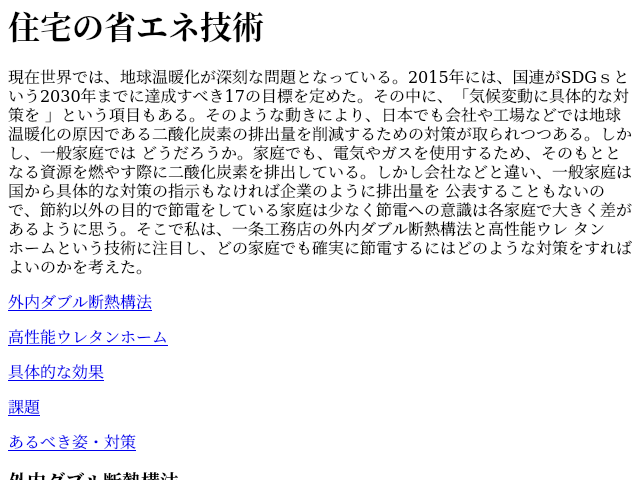 住宅の省エネ技術
現在世界では、地球温暖化が深刻な問題となっている。2015年には、国連がSDGｓと
いう2030年までに達成すべき17の目標を定めた。その中に、「気候変動に具体的な対
策を 」という項目もある。そのような動きにより、日本でも会社や工場などでは地球
温暖化の原因である二酸化炭素の排出量を削減するための対策が取られつつある。しか
し、一般家庭では どうだろうか。家庭でも、電気やガスを使用するため、そのもとと
なる資源を燃やす際に二酸化炭素を排出している。しかし会社などと違い、一般家庭は
国から具体的な対策の指示もなければ企業のように排出量を 公表することもないの
で、節約以外の目的で節電をしている家庭は少なく節電への意識は各家庭で大きく差が
あるように思う。そこで私は、一条工務店の外内ダブル断熱構法と高性能ウレ タン
ホームという技術に注目し、どの家庭でも確実に節電するにはどのような対策をすれば
よいのかを考えた。
外内ダブル断熱構法
高性能ウレタンホーム
具体的な効果
課題
あるべき姿・対策
外内ダブル断熱構法